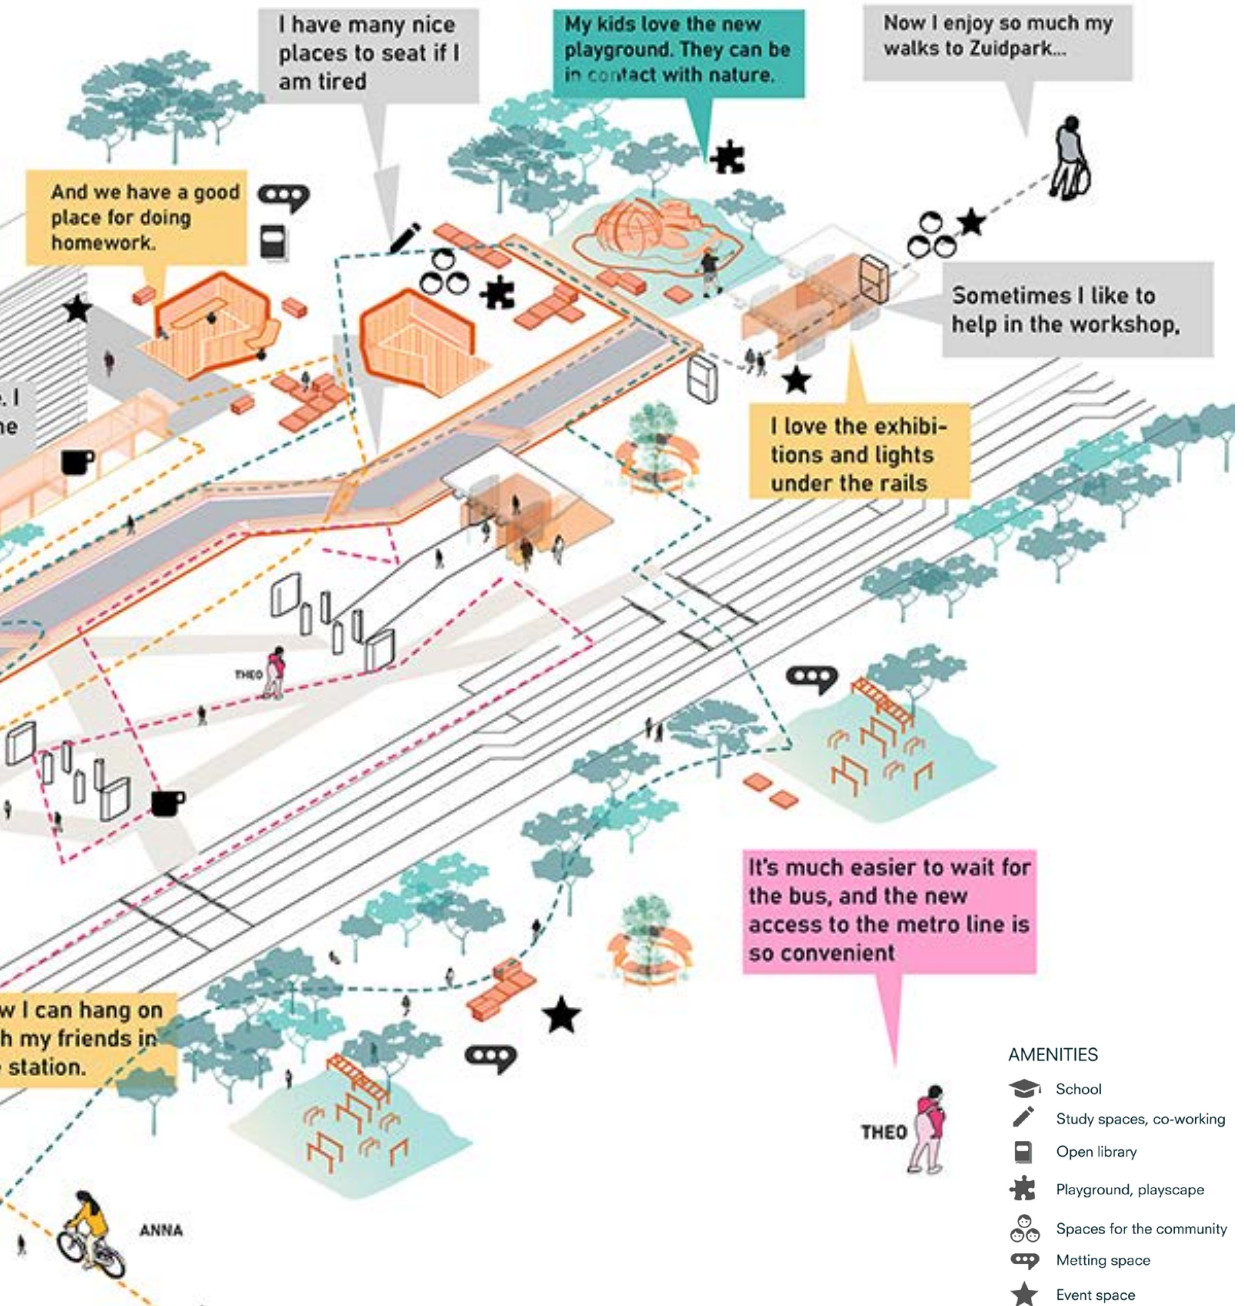 I have many nice
places to seat if I
am tired
My kids love the new
playground. They can be
in contact with nature.
Now I enjoy so much my
walks to Zuidpark...
And we have a good
place for doing
homework.
Sometimes I like to
help in the workshop,
. I
I love the exhibi-
tions and lights
under the rails
THEO
It's much easier to wait for
the bus, and the new
access to the metro line is
so convenient
w I can hang on
h my friends in
station.
THEO
ANNA
AMENITIES
School
Study spaces, co-working
Open library
Playground, playscape
Spaces for the community
Metting space
Event space